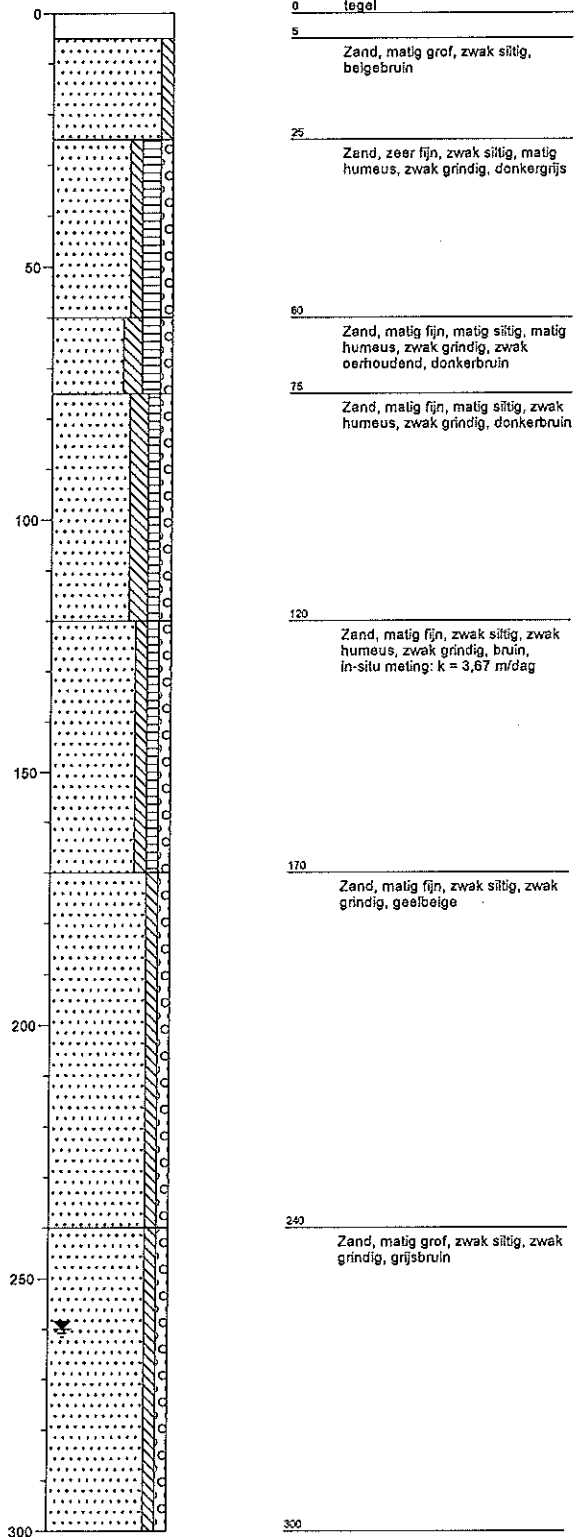 0
0 tegel
5
Zand, matig grof, zwak siltig,
beigebruin
25
Zand, zeer fijn, zwak siltig, matig
humeus, zwak grindig, donkergrijs
50
60
Zand, matig fijn, matig siltig, matig
humeus, zwak grindig, zwak
oerhoudend, donkerbruin
75
Zand, matig fijn, matig siltig, zwak
humeus, zwak grindig, donkerbruin
100
120
Zand, matig fijn, zwak siltig, zwak
humeus, zwak grindig, bruin,
in-situ meting: k = 3,67 m/dag
150
170
Zand, matig fijn, zwak siltig, zwak
grindig, geelbeige
200
240
Zand, matig grof, zwak siltig, zwak
grindig, grijsbruin
250
300
300